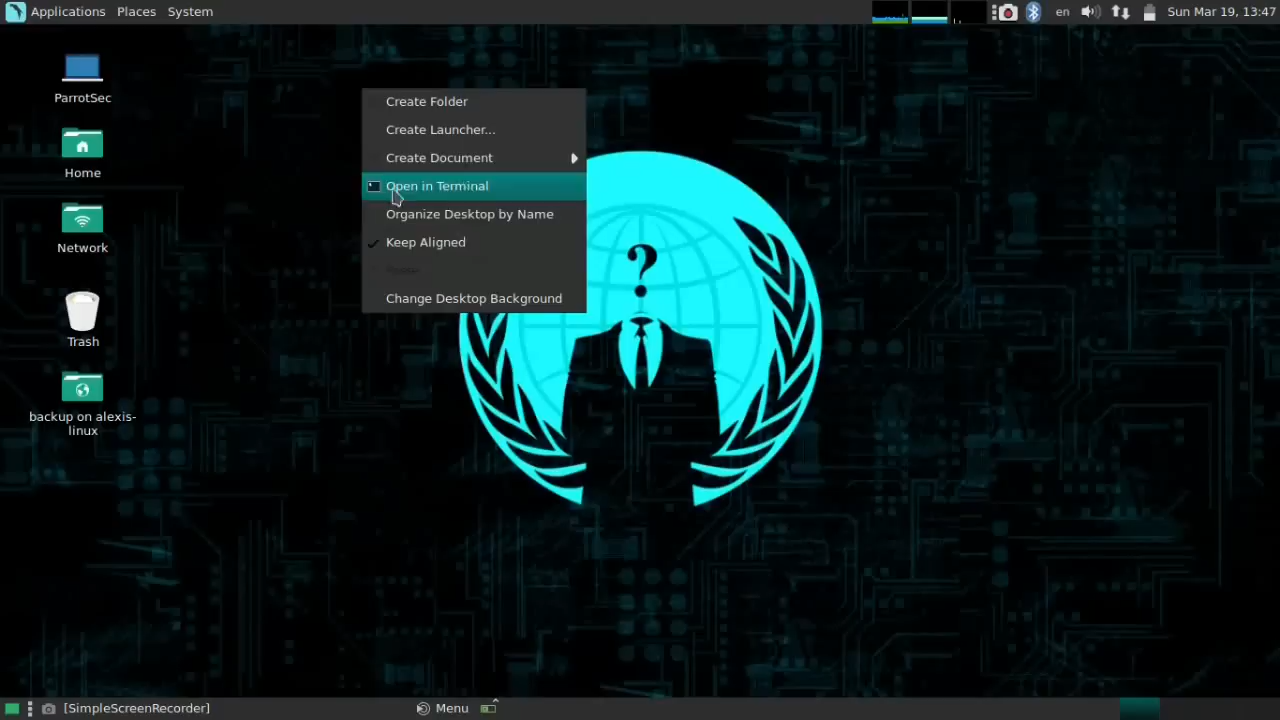 Applications Places System
en
Sun Mar 19, 13:47
ParrotSec
Home
Network
Trash
backup on alexis-
linux
Create Folder
Create Launcher...
Create Document
Open in Terminal
Organize Desktop by Name
Keep Aligned
Change Desktop Background
?
[SimpleScreenRecorder]
Menu